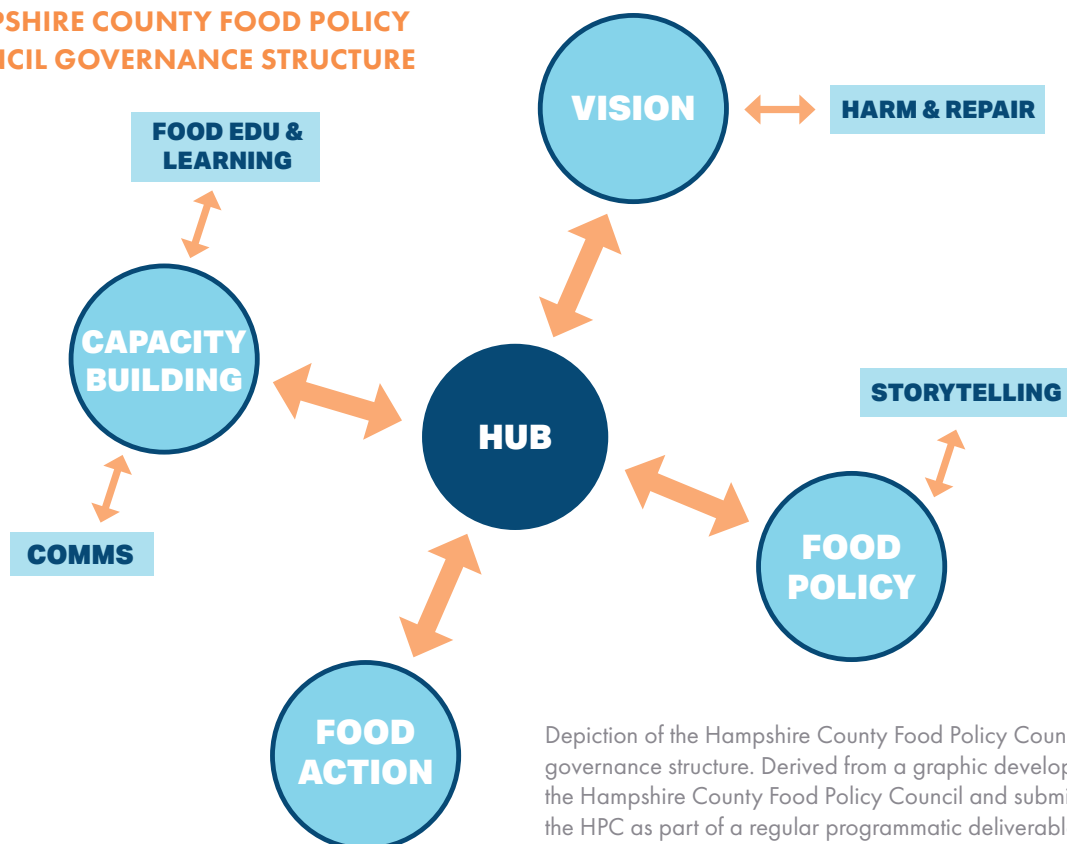 PSHIRE COUNTY FOOD POLICY
CIL GOVERNANCE STRUCTURE
VISION
HARM & REPAIR
FOOD EDU &
LEARNING
CAPACITY
BUILDING
STORYTELLING
HUB
COMMS
FOOD
POLICY
FOOD
ACTION
Depiction of the Hampshire County Food Policy Coun
governance structure. Derived from a graphic develop
the Hampshire County Food Policy Council and submi
the HPC as part of a regular programmatic deliverable